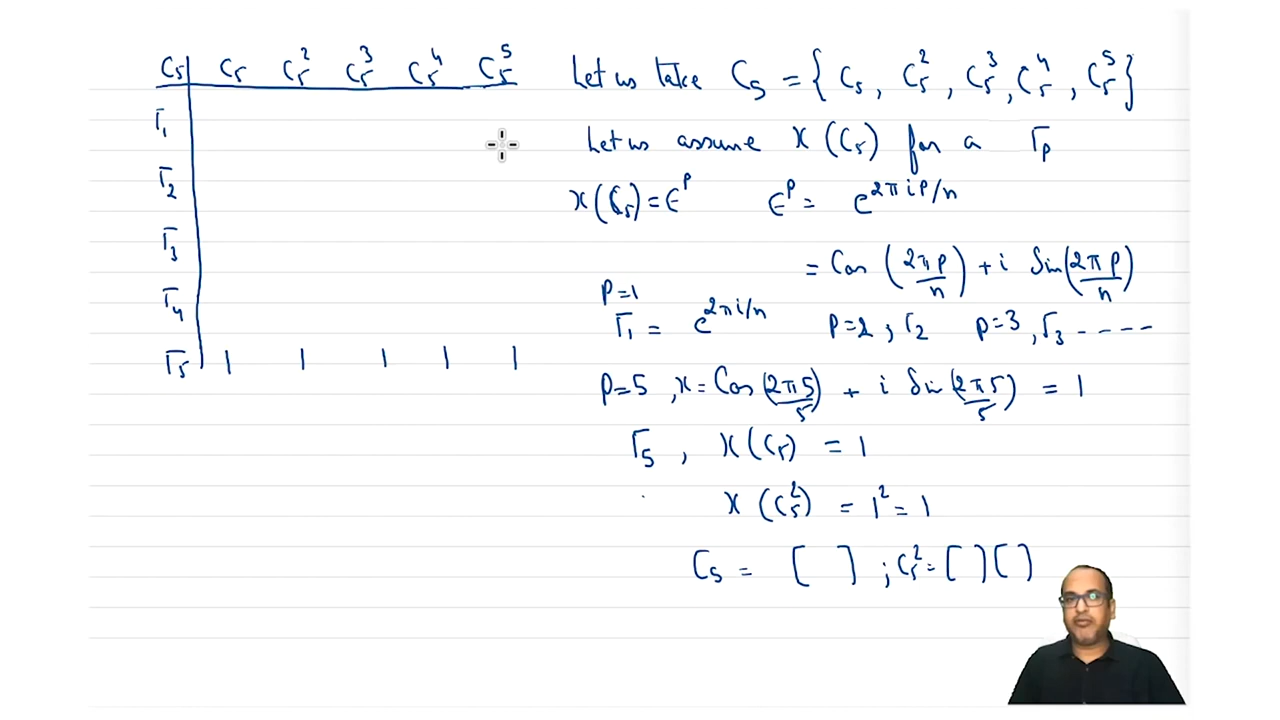 C₅ | C₅ C₅² C₅³ C₅⁴ C₅⁵
Γ₁
Γ₂
Γ₃
Γ₄
Γ₅ | 1 1 1 1 1
Let us take C₅ = { C₅, C₅², C₅³, C₅⁴, C₅⁵ }
Let us assume χ (C₅) for a Γₚ
χ(C₅) = ϵᵖ ϵᵖ = e^{2πip/n}
= Cos (2πp/n) + i Sin(2πp/n)
p=1
Γ₁ = e^{2πi/n} p=2, Γ₂ p=3, Γ₃ -----
p=5, χ = Cos (2π5/5) + i Sin (2π5/5) = 1
Γ₅ , χ(C₅) = 1
χ (C₅²) = 1² = 1
C₅ = [ ] ; C₅² = [ ] [ ]